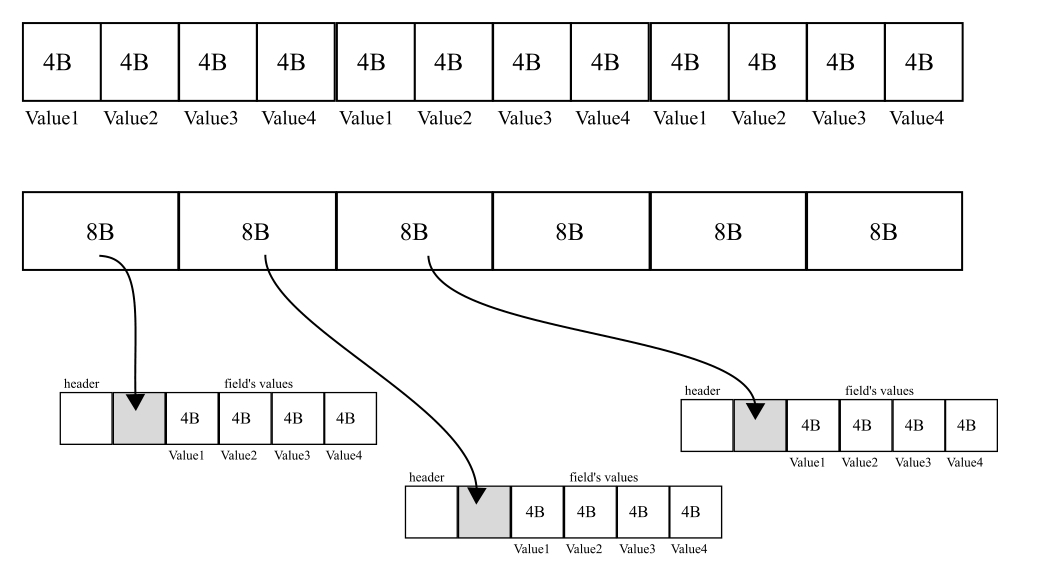 4B 4B 4B 4B 4B 4B 4B 4B 4B 4B 4B 4B
Value1 Value2 Value3 Value4 Value1 Value2 Value3 Value4 Value1 Value2 Value3 Value4
8B 8B 8B 8B 8B 8B
header field's values
4B 4B 4B 4B
Value1 Value2 Value3 Value4
header field's values
4B 4B 4B 4B
Value1 Value2 Value3 Value4
header field's values
4B 4B 4B 4B
Value1 Value2 Value3 Value4